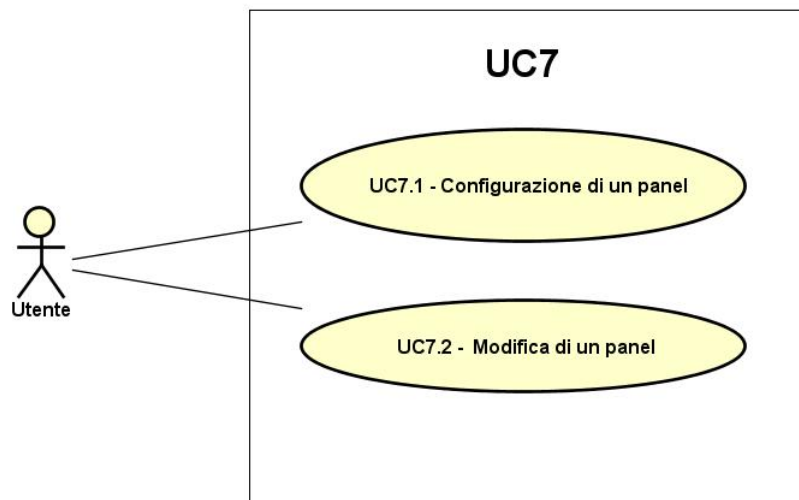 UC7
UC7.1 - Configurazione di un panel
Utente
UC7.2 - Modifica di un panel